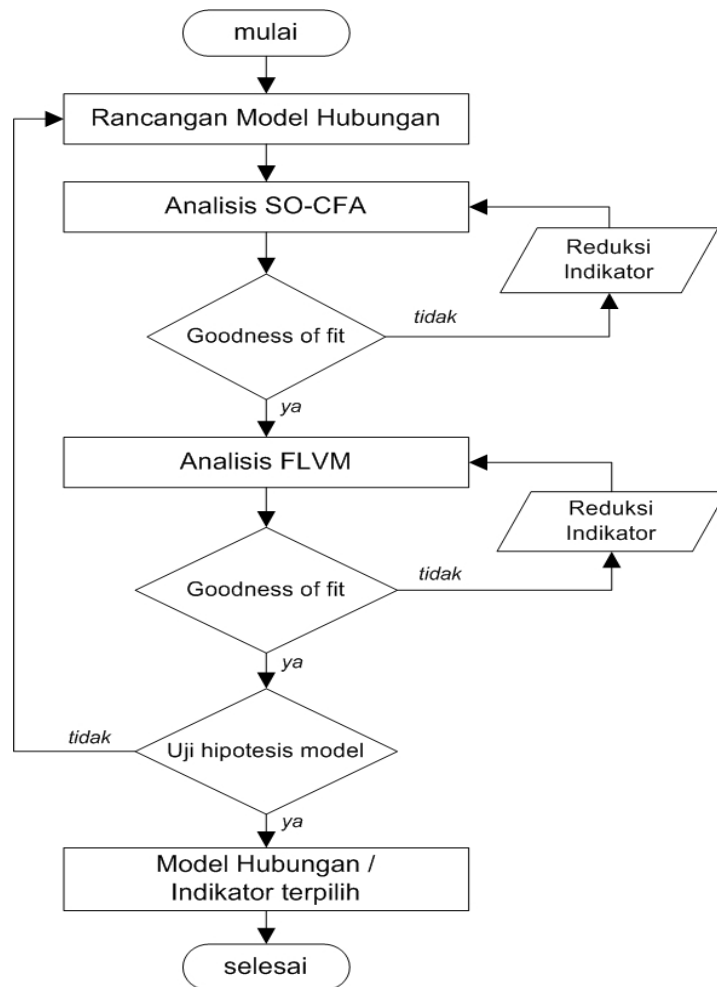 mulai
Rancangan Model Hubungan
Analisis SO-CFA
Reduksi
Indikator
Goodness of fit
tidak
ya
Analisis FLVM
Reduksi
Indikator
Goodness of fit
tidak
ya
tidak
Uji hipotesis model
ya
Model Hubungan /
Indikator terpilih
selesai